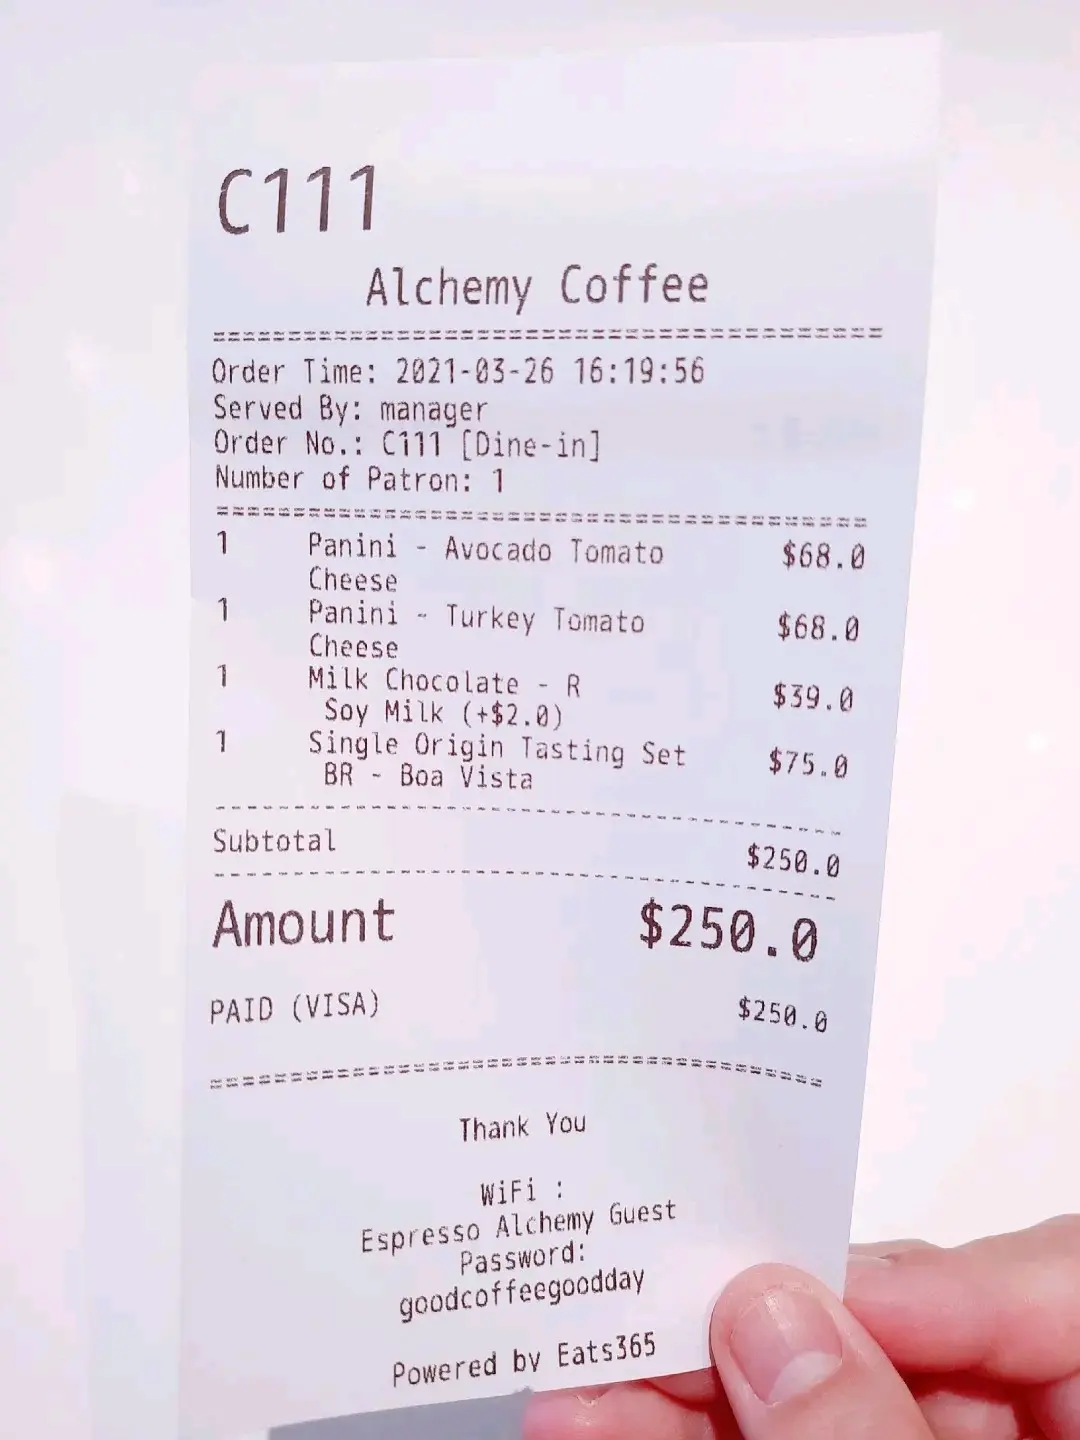 C111
Alchemy Coffee
==========================================
Order Time: 2021-03-26 16:19:56
Served By: manager
Order No.: C111 [Dine-in]
Number of Patron: 1
==========================================
1 Panini - Avocado Tomato $68.0
Cheese
1 Panini - Turkey Tomato $68.0
Cheese
1 Milk Chocolate - R $39.0
Soy Milk (+$2.0)
1 Single Origin Tasting Set $75.0
BR - Boa Vista
------------------------------------------
Subtotal $250.0
------------------------------------------
Amount $250.0
PAID (VISA) $250.0
==========================================
Thank You
WiFi :
Espresso Alchemy Guest
Password:
goodcoffeegoodday
Powered by Eats365